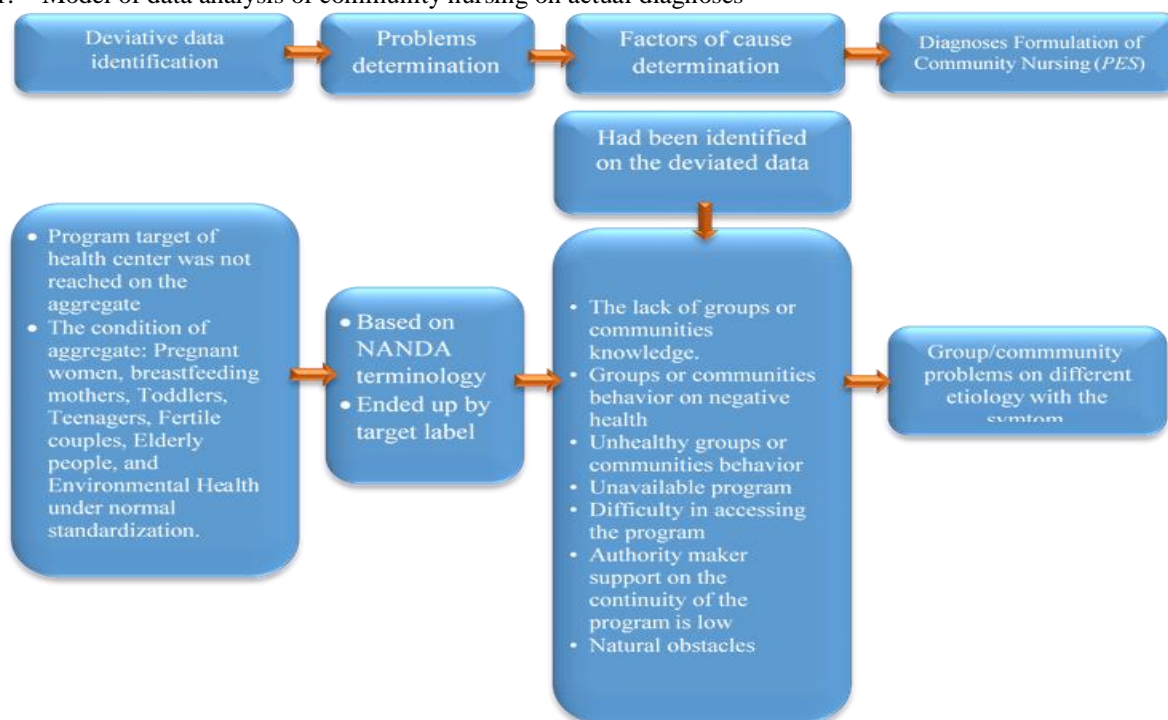 Model of data analysis of community nursing on actual diagnoses
Deviative data
identification
Problems
determination
Factors of cause
determination
Diagnoses Formulation of
Community Nursing (PES)
Had been identified
on the deviated data
• Program target of
health center was not
reached on the
aggregate
• The condition of
aggregate: Pregnant
women, breastfeeding
mothers, Toddlers,
Teenagers, Fertile
couples, Elderly
people, and
Environmental Health
under normal
standardization.
• Based on
NANDA
terminology
• Ended up by
target label
• The lack of groups or
communities
knowledge.
• Groups or communities
behavior on negative
health
• Unhealthy groups or
communities behavior
• Unavailable program
• Difficulty in accessing
the program
• Authority maker
support on the
continuity of the
program is low
• Natural obstacles
Group/commmunity
problems on different
etiology with the
symtom